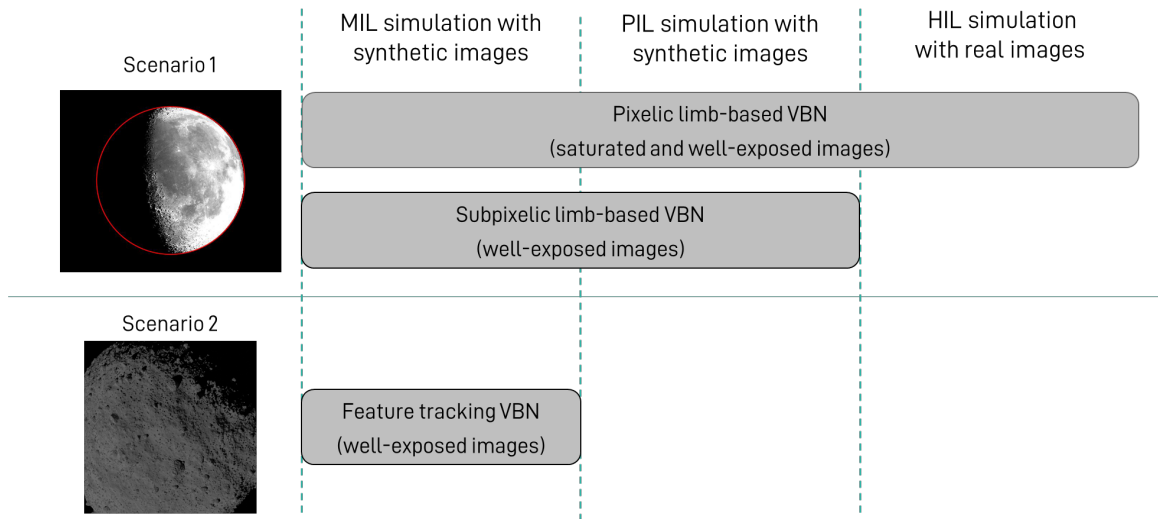 MIL simulation with
synthetic images
PIL simulation with
synthetic images
HIL simulation
with real images
Scenario 1
Pixelic limb-based VBN
(saturated and well-exposed images)
Subpixelic limb-based VBN
(well-exposed images)
Scenario 2
Feature tracking VBN
(well-exposed images)